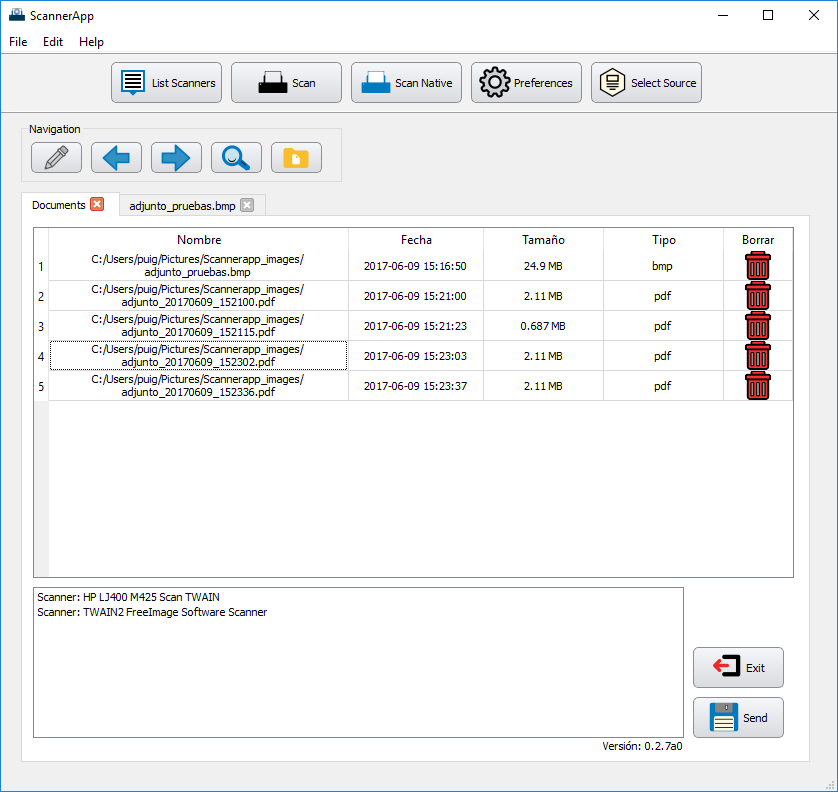 ScannerApp
File Edit Help
List Scanners Scan Scan Native Preferences Select Source
Navigation
Documents adjunto_pruebas.bmp
Nombre Fecha Tamaño Tipo Borrar
C:/Users/puig/Pictures/Scannerapp_images/
1 adjunto_pruebas.bmp 2017-06-09 15:16:50 24.9 MB bmp
C:/Users/puig/Pictures/Scannerapp_images/
2 adjunto_20170609_152100.pdf 2017-06-09 15:21:00 2.11 MB pdf
C:/Users/puig/Pictures/Scannerapp_images/
3 adjunto_20170609_152115.pdf 2017-06-09 15:21:23 0.687 MB pdf
C:/Users/puig/Pictures/Scannerapp_images/
4 adjunto_20170609_152302.pdf 2017-06-09 15:23:03 2.11 MB pdf
C:/Users/puig/Pictures/Scannerapp_images/
5 adjunto_20170609_152336.pdf 2017-06-09 15:23:37 2.11 MB pdf
Scanner: HP LJ400 M425 Scan TWAIN
Scanner: TWAIN2 FreeImage Software Scanner
Exit
Send
Versión: 0.2.7a0